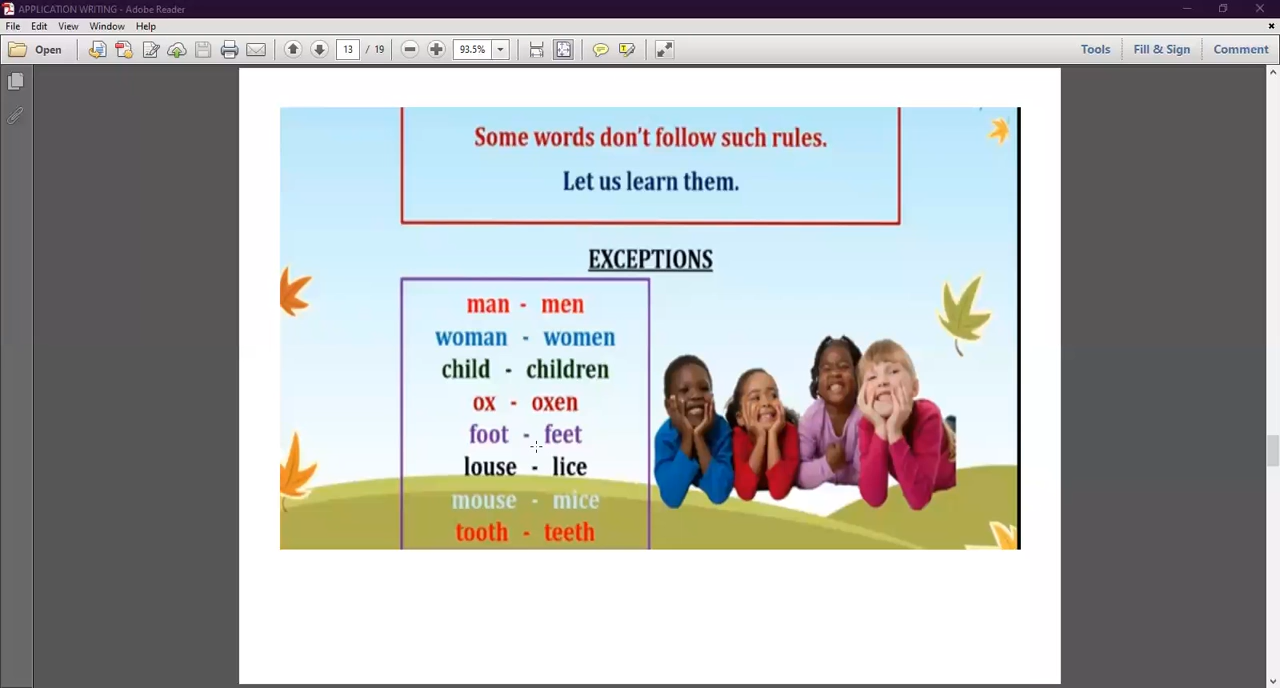 APPLICATION WRITING - Adobe Reader
File Edit View Window Help
Open 13 / 19 93.5% Tools Fill & Sign Comment
Some words don't follow such rules.
Let us learn them.
EXCEPTIONS
man - men
woman - women
child - children
ox - oxen
foot - feet
louse - lice
mouse - mice
tooth - teeth